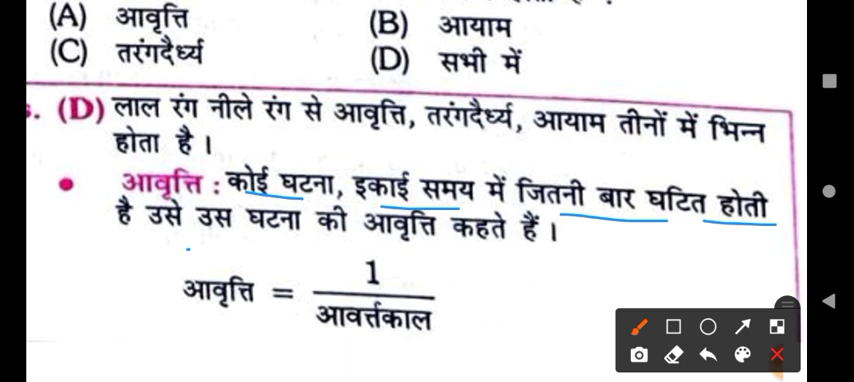 (A) आवृत्ति (B) आयाम
(C) तरंगदैर्ध्य (D) सभी में
(D) लाल रंग नीले रंग से आवृत्ति, तरंगदैर्ध्य, आयाम तीनों में भिन्न
होता है ।
• आवृत्ति : कोई घटना, इकाई समय में जितनी बार घटित होती
है उसे उस घटना की आवृत्ति कहते हैं ।
आवृत्ति = 1
आवर्त्तकाल